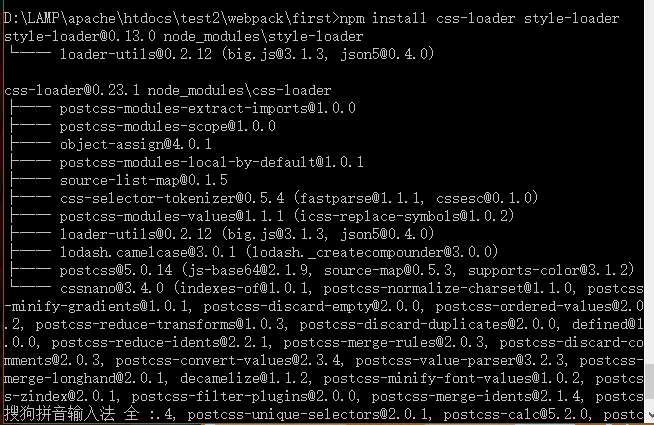 D:\LAMP\apache\htdocs\test2\webpack\first>npm install css-loader style-loader
style-loader@0.13.0 node_modules\style-loader
└── loader-utils@0.2.12 (big.js@3.1.3, json5@0.4.0)
css-loader@0.23.1 node_modules\css-loader
├── postcss-modules-extract-imports@1.0.0
├── postcss-modules-scope@1.0.0
├── object-assign@4.0.1
├── postcss-modules-local-by-default@1.0.1
├── source-list-map@0.1.5
├── css-selector-tokenizer@0.5.4 (fastparse@1.1.1, cssesc@0.1.0)
├── postcss-modules-values@1.1.1 (icss-replace-symbols@1.0.2)
├── loader-utils@0.2.12 (big.js@3.1.3, json5@0.4.0)
├── lodash.camelcase@3.0.1 (lodash._createcompounder@3.0.0)
├── postcss@5.0.14 (js-base64@2.1.9, source-map@0.5.3, supports-color@3.1.2)
└── cssnano@3.4.0 (indexes-of@1.0.1, postcss-normalize-charset@1.1.0, postcss
-minify-gradients@1.0.1, postcss-discard-empty@2.0.0, postcss-ordered-values@2.0
.2, postcss-reduce-transforms@1.0.3, postcss-discard-duplicates@2.0.0, defined@1
.0.0, postcss-reduce-idents@2.2.1, postcss-merge-rules@2.0.3, postcss-discard-co
mments@2.0.3, postcss-convert-values@2.3.4, postcss-value-parser@3.2.3, postcss-
merge-longhand@2.0.1, decamelize@1.1.2, postcss-minify-font-values@1.0.2, postcs
s-zindex@2.0.1, postcss-filter-plugins@2.0.0, postcss-merge-idents@2.1.4, postcs
搜狗拼音输入法 全 :.4, postcss-unique-selectors@2.0.1, postcss-calc@5.2.0, postc